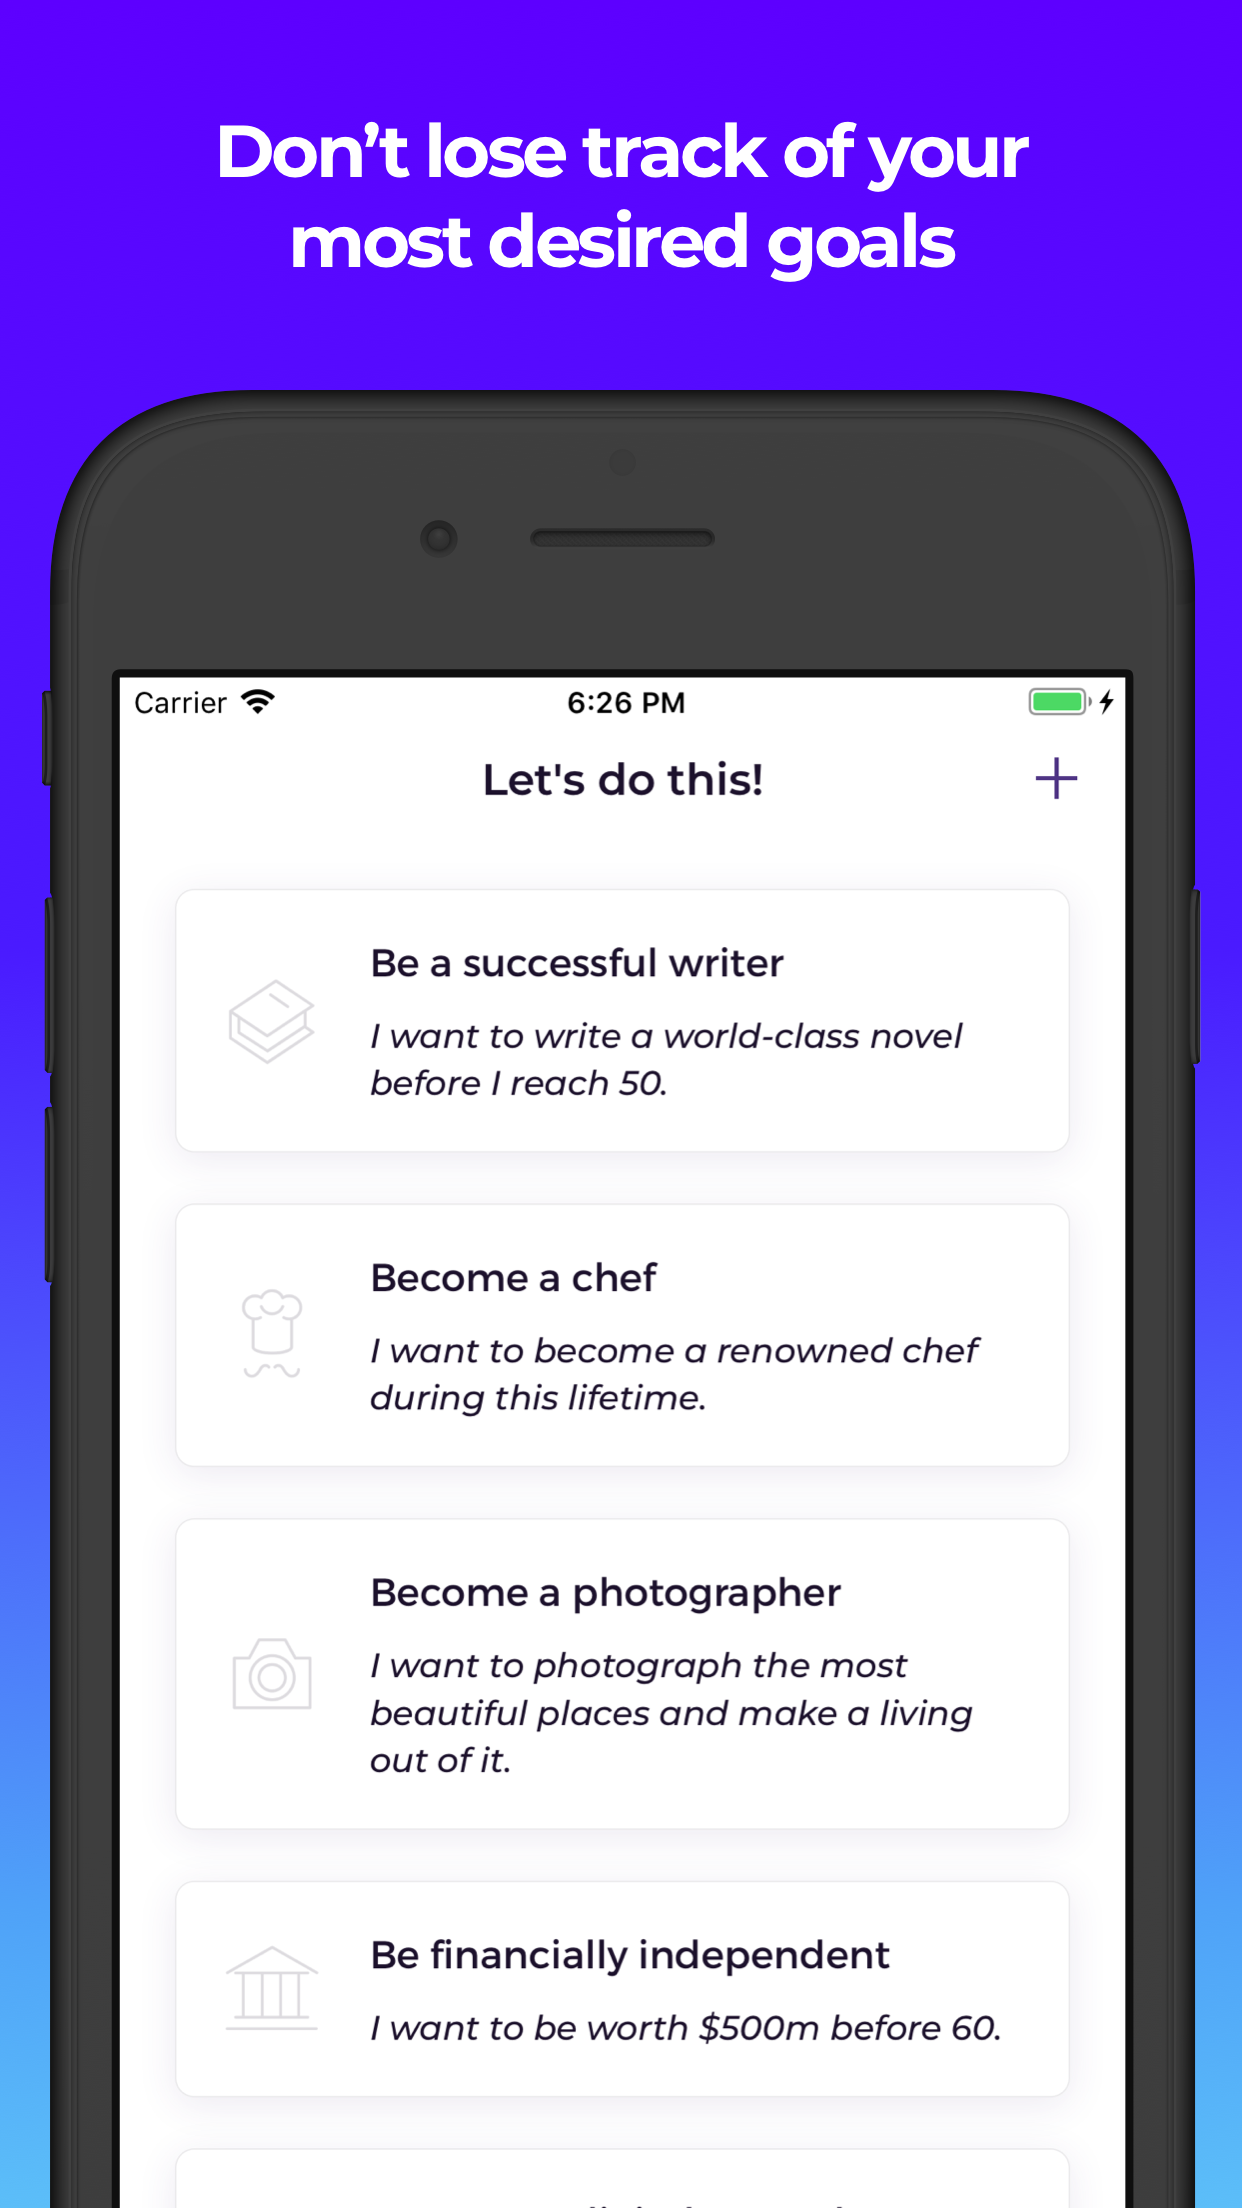 Don’t lose track of your
most desired goals
Carrier
6:26 PM
Let's do this!
Be a successful writer
I want to write a world-class novel
before I reach 50.
Become a chef
I want to become a renowned chef
during this lifetime.
Become a photographer
I want to photograph the most
beautiful places and make a living
out of it.
Be financially independent
I want to be worth $500m before 60.